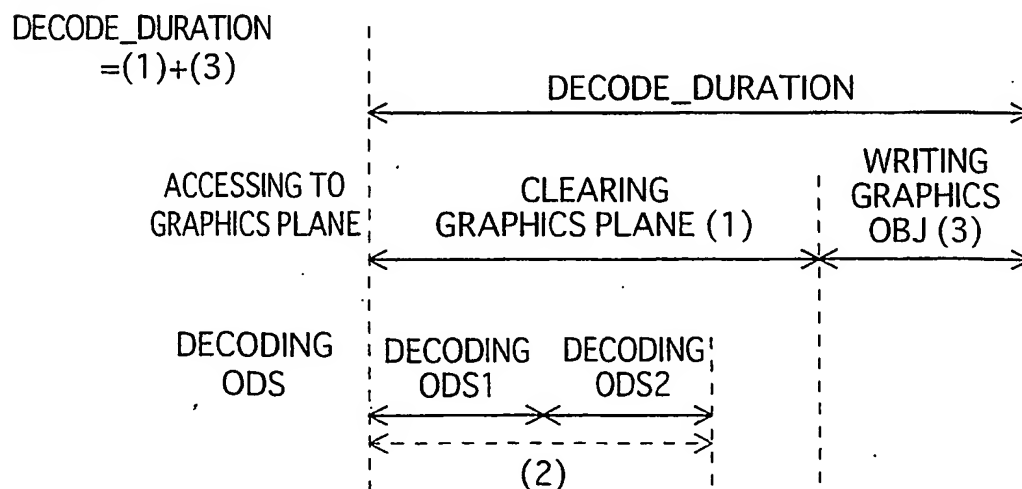 DECODE_DURATION
=(1)+(3)
DECODE_DURATION
ACCESSING TO
GRAPHICS PLANE
CLEARING
GRAPHICS PLANE (1)
WRITING
GRAPHICS
OBJ (3)
DECODING
ODS
DECODING
ODS1
DECODING
ODS2
(2)